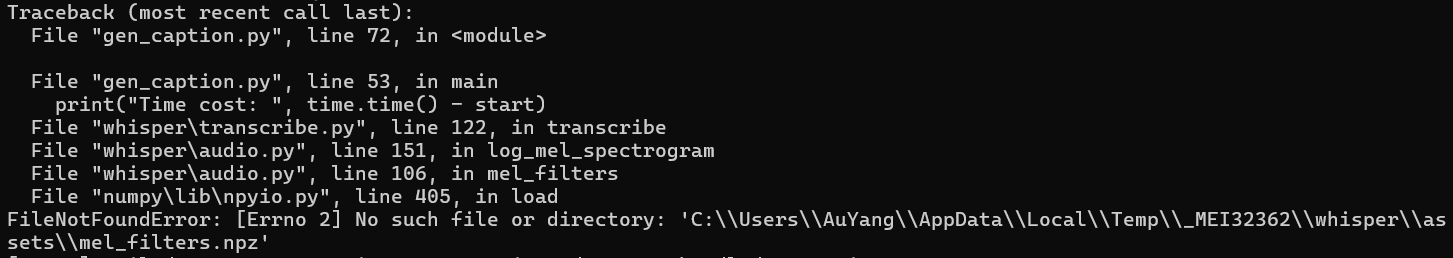 Traceback (most recent call last):
  File "gen_caption.py", line 72, in <module>
  File "gen_caption.py", line 53, in main
    print("Time cost: ", time.time() - start)
  File "whisper\transcribe.py", line 122, in transcribe
  File "whisper\audio.py", line 151, in log_mel_spectrogram
  File "whisper\audio.py", line 106, in mel_filters
  File "numpy\lib\npyio.py", line 405, in load
FileNotFoundError: [Errno 2] No such file or directory: 'C:\\Users\\AuYang\\AppData\\Local\\Temp\\_MEI32362\\whisper\\as
sets\\mel_filters.npz'